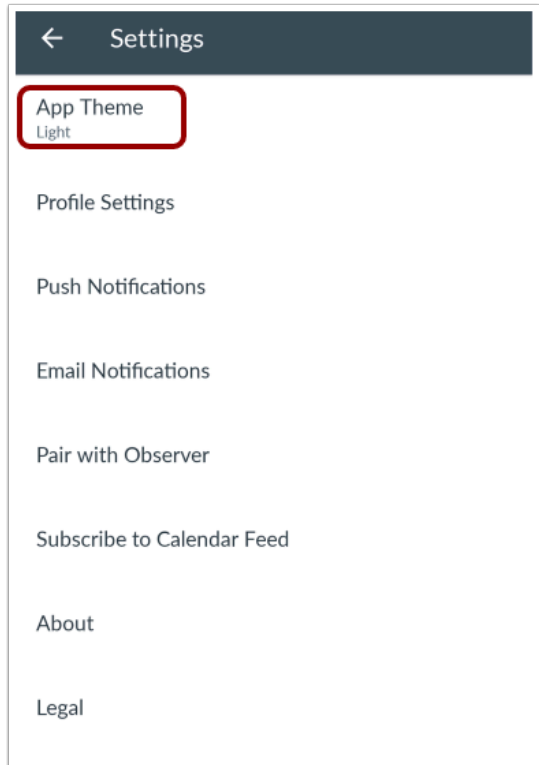 Settings
App Theme
Light
Profile Settings
Push Notifications
Email Notifications
Pair with Observer
Subscribe to Calendar Feed
About
Legal